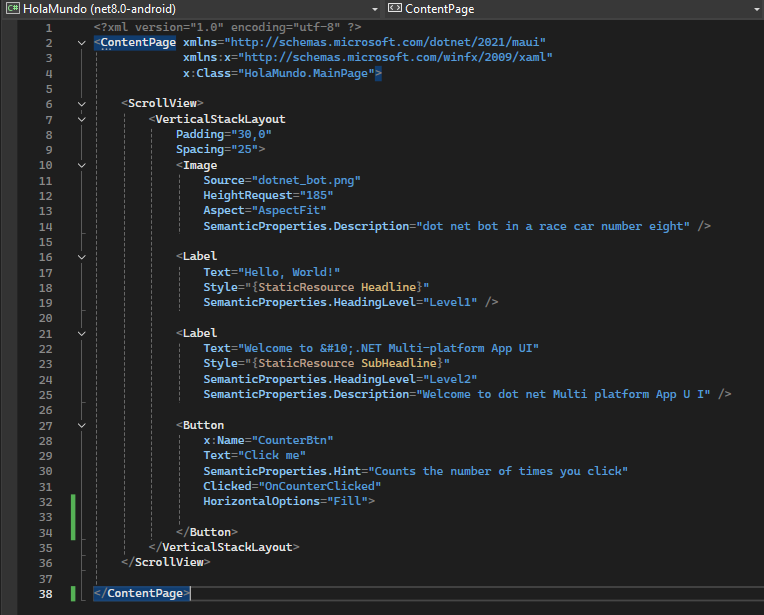 C# HolaMundo (net8.0-android) ContentPage
1 <?xml version="1.0" encoding="utf-8" ?>
2 <ContentPage xmlns="http://schemas.microsoft.com/dotnet/2021/maui"
3 xmlns:x="http://schemas.microsoft.com/winfx/2009/xaml"
4 x:Class="HolaMundo.MainPage">
5
6 <ScrollView>
7 <VerticalStackLayout
8 Padding="30,0"
9 Spacing="25">
10 <Image
11 Source="dotnet_bot.png"
12 HeightRequest="185"
13 Aspect="AspectFit"
14 SemanticProperties.Description="dot net bot in a race car number eight" />
15
16 <Label
17 Text="Hello, World!"
18 Style="{StaticResource Headline}"
19 SemanticProperties.HeadingLevel="Level1" />
20
21 <Label
22 Text="Welcome to &#10;.NET Multi-platform App UI"
23 Style="{StaticResource SubHeadline}"
24 SemanticProperties.HeadingLevel="Level2"
25 SemanticProperties.Description="Welcome to dot net Multi platform App U I" />
26
27 <Button
28 x:Name="CounterBtn"
29 Text="Click me"
30 SemanticProperties.Hint="Counts the number of times you click"
31 Clicked="OnCounterClicked"
32 HorizontalOptions="Fill">
33
34 </Button>
35 </VerticalStackLayout>
36 </ScrollView>
37
38 </ContentPage>